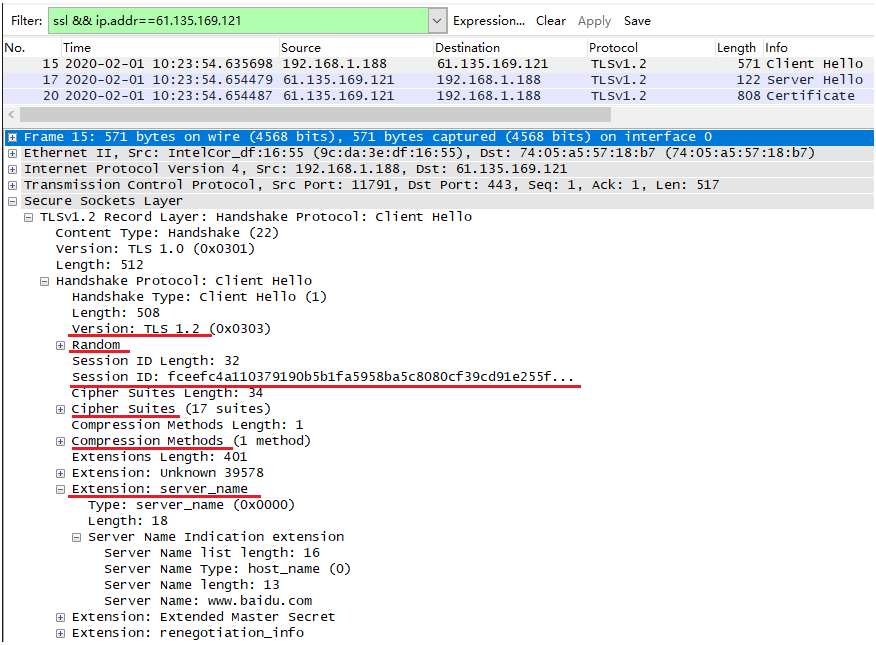 Filter: ssl && ip.addr==61.135.169.121 Expression... Clear Apply Save
No. Time Source Destination Protocol Length Info
15 2020-02-01 10:23:54.635698 192.168.1.188 61.135.169.121 TLSv1.2 571 Client Hello
17 2020-02-01 10:23:54.654479 61.135.169.121 192.168.1.188 TLSv1.2 122 Server Hello
20 2020-02-01 10:23:54.654487 61.135.169.121 192.168.1.188 TLSv1.2 808 Certificate
Frame 15: 571 bytes on wire (4568 bits), 571 bytes captured (4568 bits) on interface 0
Ethernet II, Src: IntelCor_df:16:55 (9c:da:3e:df:16:55), Dst: 74:05:a5:57:18:b7 (74:05:a5:57:18:b7)
Internet Protocol Version 4, Src: 192.168.1.188, Dst: 61.135.169.121
Transmission Control Protocol, Src Port: 11791, Dst Port: 443, Seq: 1, Ack: 1, Len: 517
Secure Sockets Layer
TLSv1.2 Record Layer: Handshake Protocol: Client Hello
Content Type: Handshake (22)
Version: TLS 1.0 (0x0301)
Length: 512
Handshake Protocol: Client Hello
Handshake Type: Client Hello (1)
Length: 508
Version: TLS 1.2 (0x0303)
Random
Session ID Length: 32
Session ID: fceefc4a110379190b5b1fa5958ba5c8080cf39cd91e255f...
Cipher Suites Length: 34
Cipher Suites (17 suites)
Compression Methods Length: 1
Compression Methods (1 method)
Extensions Length: 401
Extension: Unknown 39578
Extension: server_name
Type: server_name (0x0000)
Length: 18
Server Name Indication extension
Server Name list length: 16
Server Name Type: host_name (0)
Server Name length: 13
Server Name: www.baidu.com
Extension: Extended Master Secret
Extension: renegotiation_info